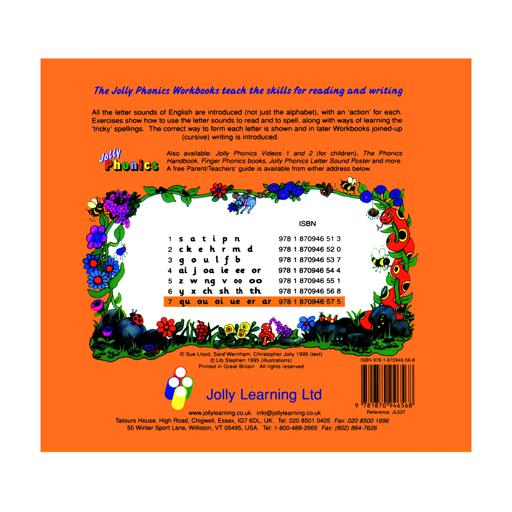 The Jolly Phonics Workbooks teach the skills for reading and writing
All the letter sounds of English are introduced (not just the alphabet), with an 'action' for each.
Exercises show how to use the letter sounds to read and to spell, along with ways of learning the
'tricky' spellings. The correct way to form each letter is shown and in later Workbooks joined-up
(cursive) writing is introduced.
Jolly Phonics
Also available: Jolly Phonics Videos 1 and 2 (for children), The Phonics
Handbook, Finger Phonics books, Jolly Phonics Letter Sound Poster and more.
A free Parent/Teachers' guide is available from either address below.
ISBN
1 s a t i p n 978 1 870946 51 3
2 c k e h r m d 978 1 870946 52 0
3 g o u l f b 978 1 870946 53 7
4 ai j oa ie ee or 978 1 870946 54 4
5 z w ng v oo oo 978 1 870946 55 1
6 y x ch sh th th 978 1 870946 56 8
7 qu ou oi ue er ar 978 1 870946 57 5
© Sue Lloyd, Sara Wernham, Christopher Jolly 1995 (text)
© Lib Stephen 1995 (illustrations)
Printed in Great Britain All rights reserved
ISBN 978-1-870946-56-8
9 781870 946568
Reference: JL537
Jolly Learning Ltd
www.jollylearning.co.uk info@jollylearning.co.uk
Tailours House, High Road, Chigwell, Essex, IG7 6DL, UK. Tel: 020 8501 0405 Fax: 020 8500 1696
50 Winter Sport Lane, Williston, VT 05495, USA. Tel: 1-800-488-2665 Fax: (802) 864-7626